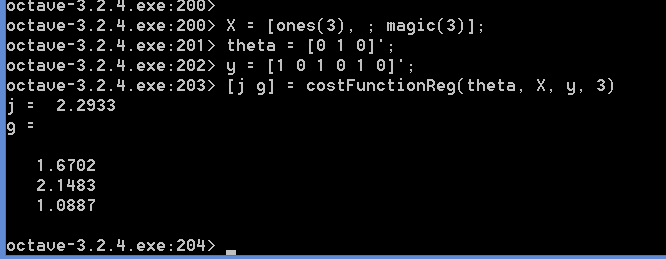 octave-3.2.4.exe:200>
octave-3.2.4.exe:200> X = [ones(3), ; magic(3)];
octave-3.2.4.exe:201> theta = [0 1 0]';
octave-3.2.4.exe:202> y = [1 0 1 0 1 0]';
octave-3.2.4.exe:203> [j g] = costFunctionReg(theta, X, y, 3)
j =  2.2933
g =
1.6702
2.1483
1.0887
octave-3.2.4.exe:204>